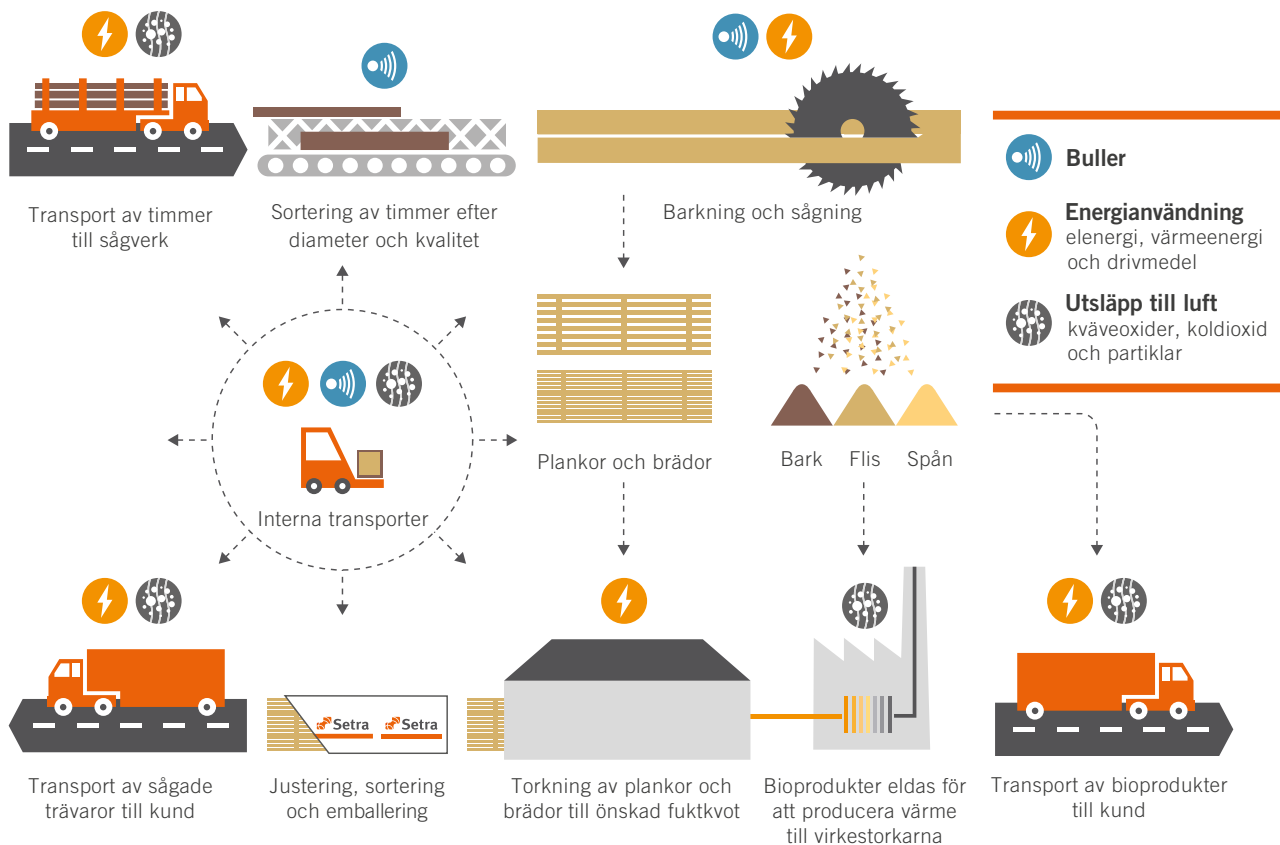 Transport av timmer
till sågverk
Sortering av timmer efter
diameter och kvalitet
Barkning och sågning
Buller
Energianvändning
elenergi, värmeenergi
och drivmedel
Utsläpp till luft
kväveoxider, koldioxid
och partiklar
Plankor och brädor
Bark
Flis
Spån
Interna transporter
Setra
Setra
Transport av sågade
trävaror till kund
Justering, sortering
och emballering
Torkning av plankor och
brädor till önskad fuktkvot
Bioprodukter eldas för
att producera värme
till virkestorkarna
Transport av bioprodukter
till kund